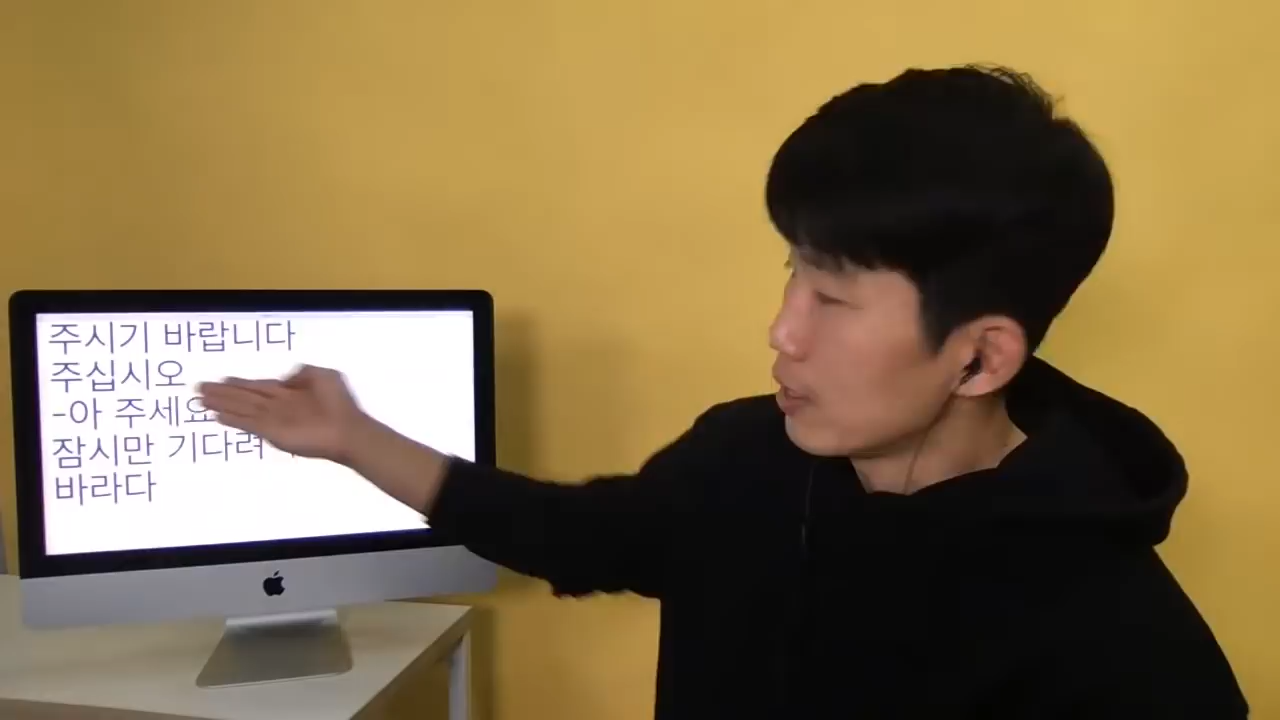 주시기 바랍니다
주십시오
-아 주세요
잠시만 기다려
바라다